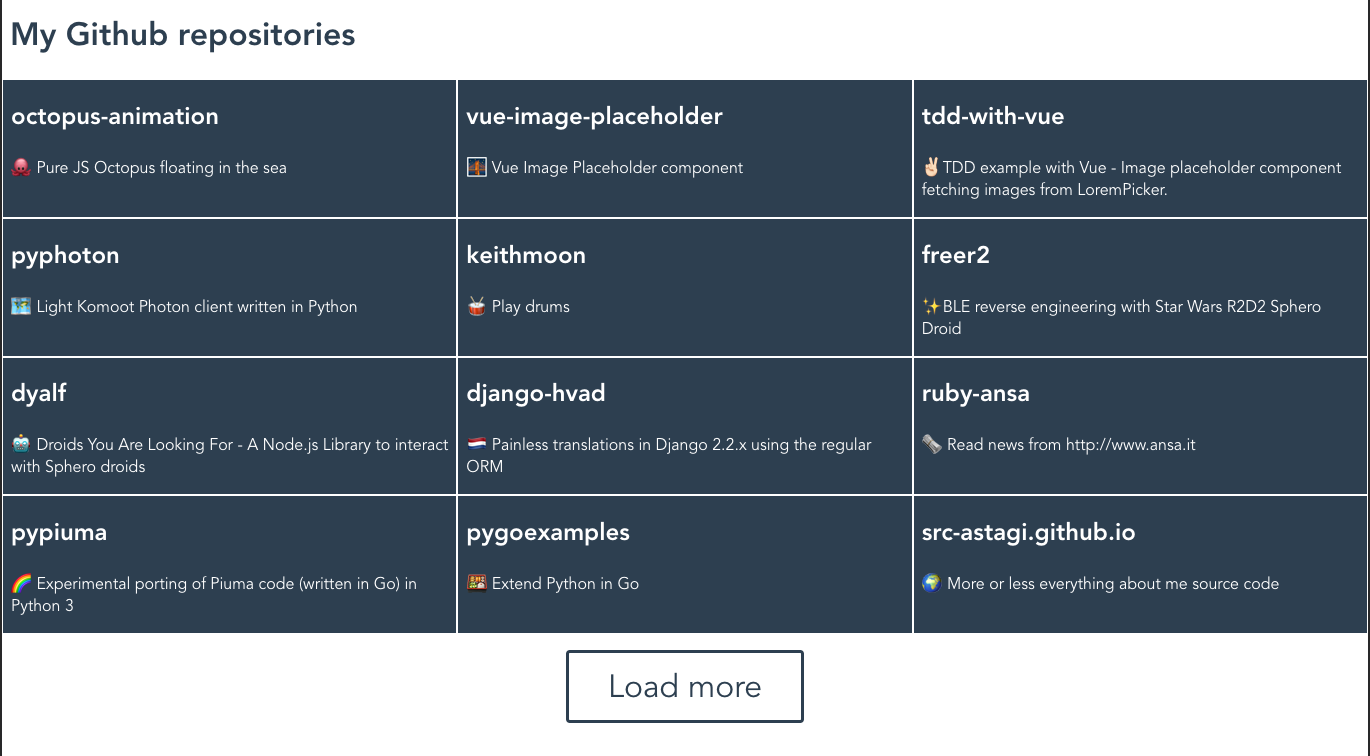 My Github repositories
octopus-animation
🐙 Pure JS Octopus floating in the sea
vue-image-placeholder
🌉 Vue Image Placeholder component
tdd-with-vue
✌🏻TDD example with Vue - Image placeholder component
fetching images from LoremPicker.
pyphoton
🗺️ Light Komoot Photon client written in Python
keithmoon
🥁 Play drums
freer2
✨BLE reverse engineering with Star Wars R2D2 Sphero
Droid
dyalf
🤖 Droids You Are Looking For - A Node.js Library to interact
with Sphero droids
django-hvad
🇳🇱 Painless translations in Django 2.2.x using the regular
ORM
ruby-ansa
🗞️ Read news from http://www.ansa.it
pypiuma
🌈 Experimental porting of Piuma code (written in Go) in
Python 3
pygoexamples
🍱 Extend Python in Go
src-astagi.github.io
🌍 More or less everything about me source code
Load more